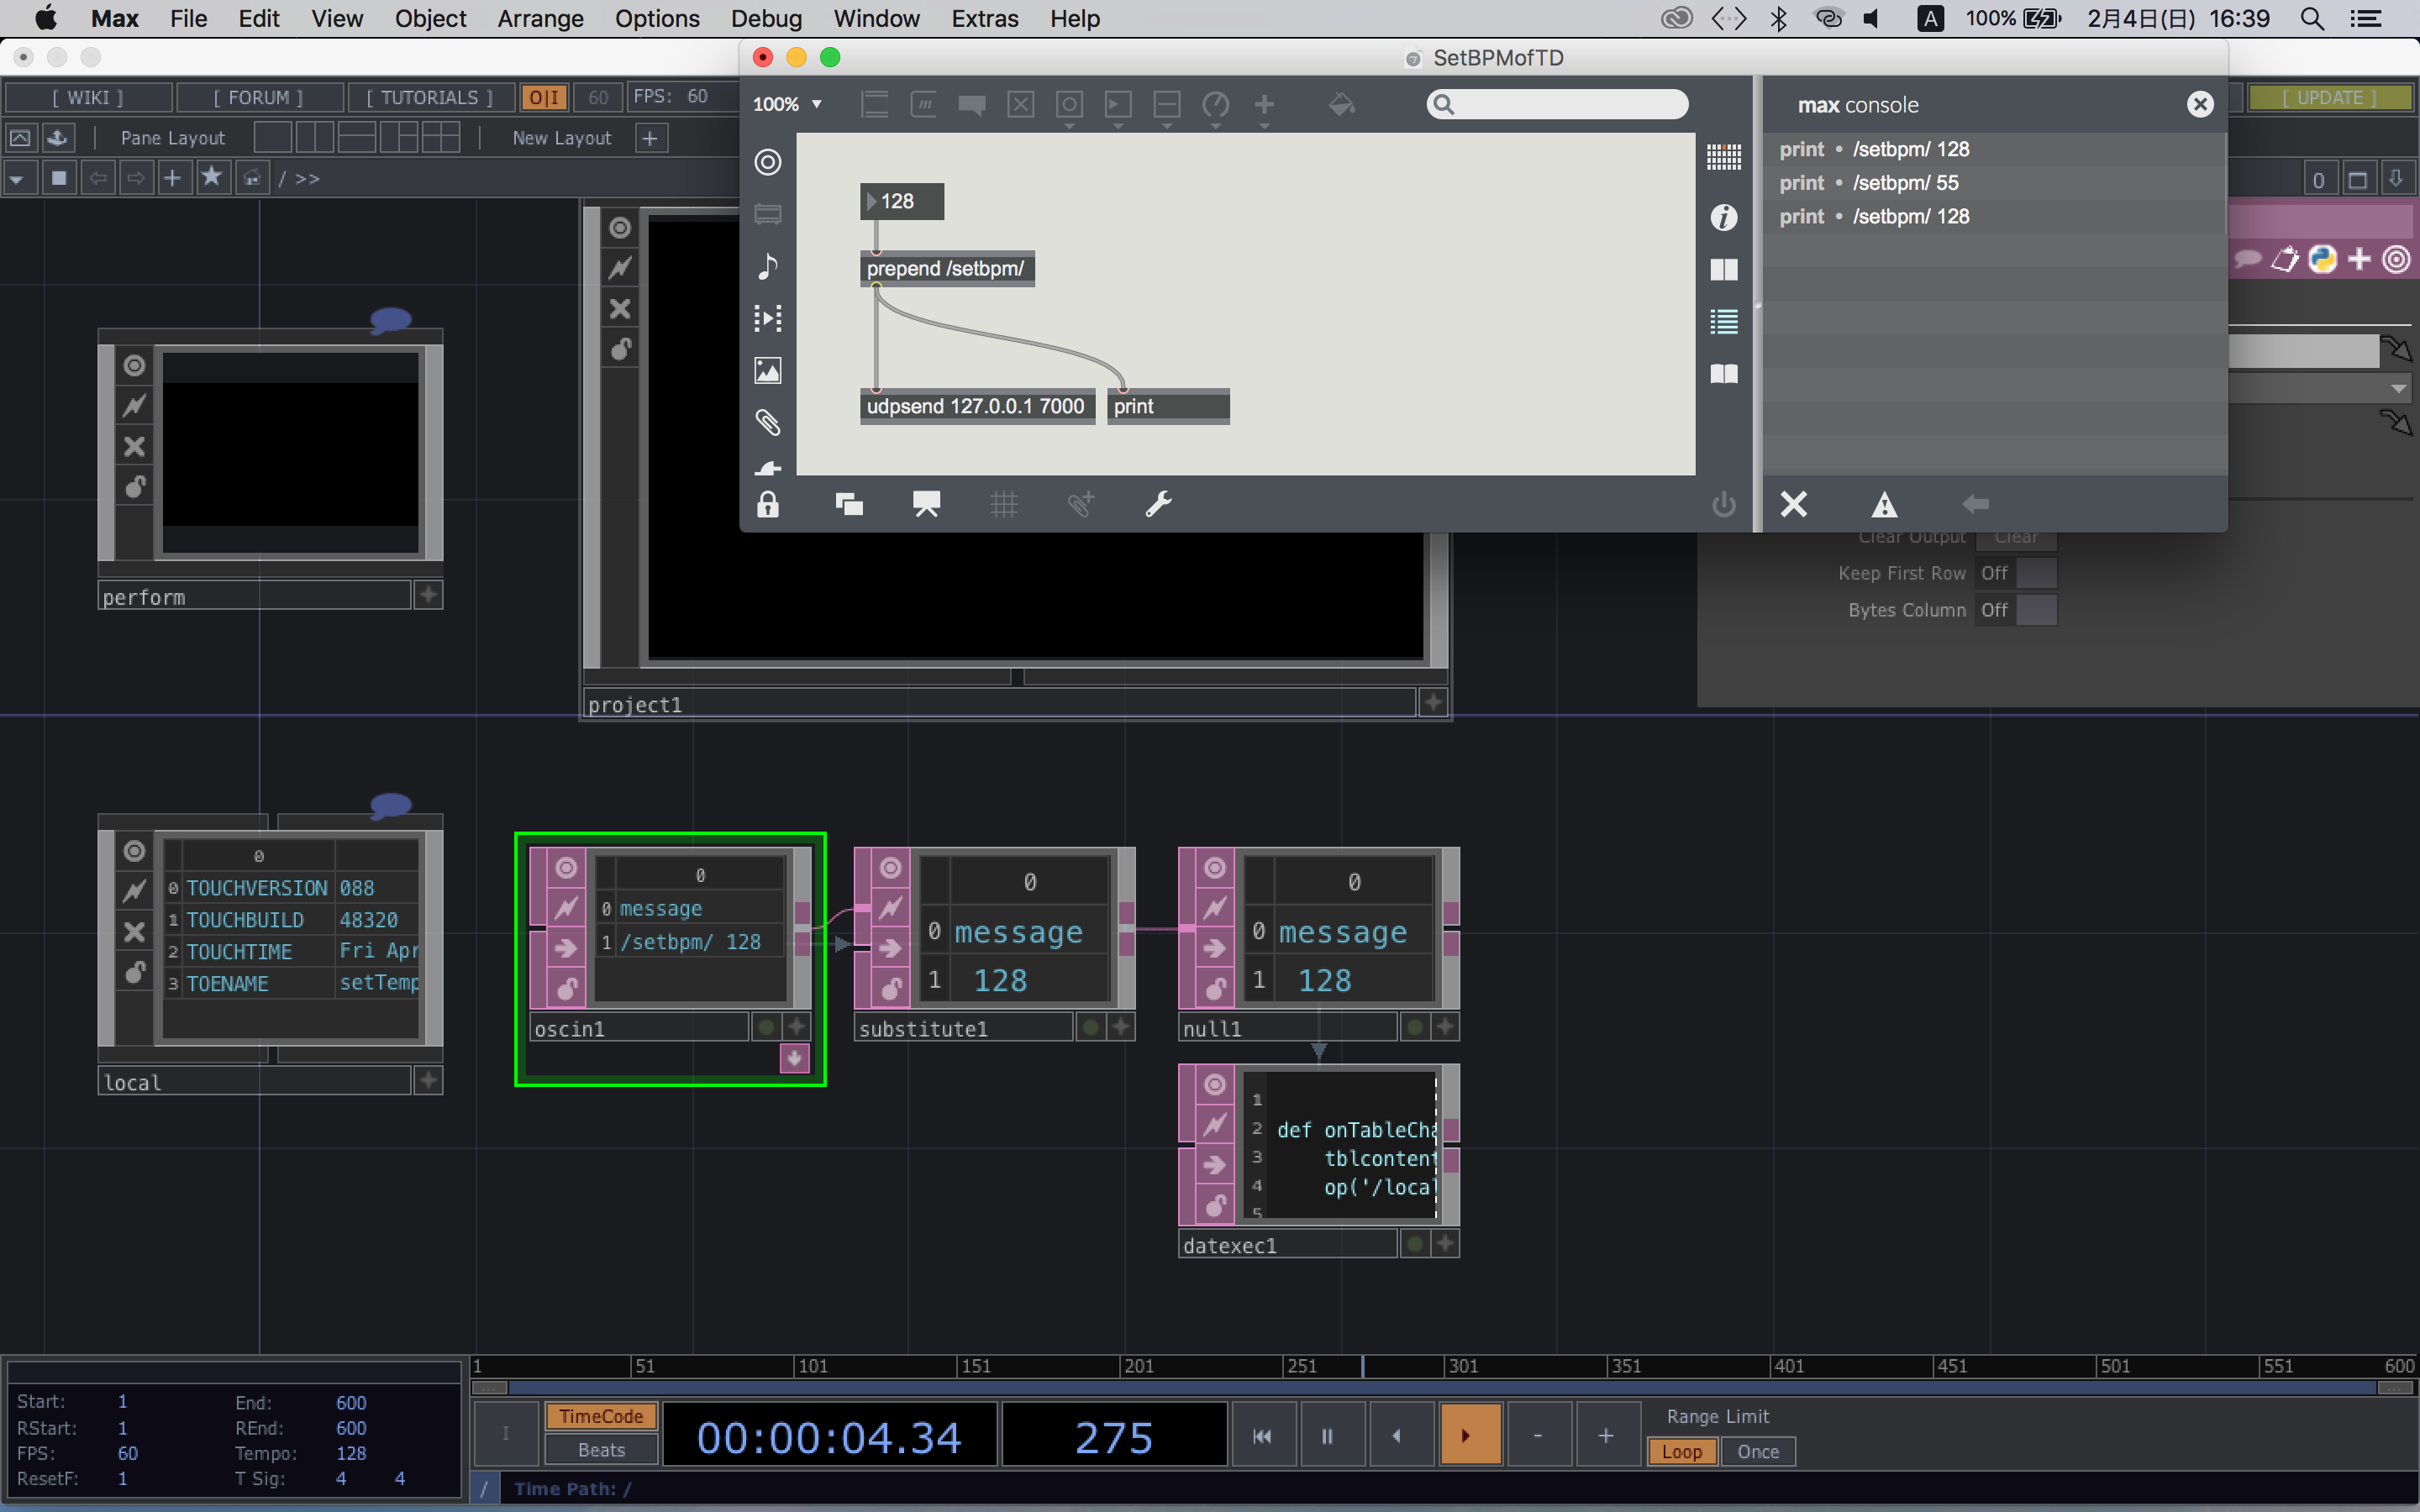 Max File Edit View Object Arrange Options Debug Window Extras Help A 100% 2月4日(日) 16:39
SetBPMofTD
[ WIKI ] [ FORUM ] [ TUTORIALS ] O|I 60 FPS: 60
[ UPDATE ]
Pane Layout New Layout +
/ >>
0
100%
m
max console
print • /setbpm/ 128
print • /setbpm/ 55
print • /setbpm/ 128
128
prepend /setbpm/
udpsend 127.0.0.1 7000
print
Clear Output Clear
Keep First Row Off
Bytes Column Off
perform
project1
0
0 TOUCHVERSION 088
1 TOUCHBUILD 48320
2 TOUCHTIME Fri Apr
3 TOENAME setTemp
local
0
0 message
1 /setbpm/ 128
oscin1
0
0 message
1 128
substitute1
0
0 message
1 128
null1
1
2 def onTableCha
3 tblcontent
4 op('/local
5
datexec1
1 51 101 151 201 251 301 351 401 451 501 551 600
Start: 1 End: 600
RStart: 1 REnd: 600
FPS: 60 Tempo: 128
ResetF: 1 T Sig: 4 4
I
TimeCode
Beats
00:00:04.34
275
- +
Range Limit
Loop Once
/ Time Path: /